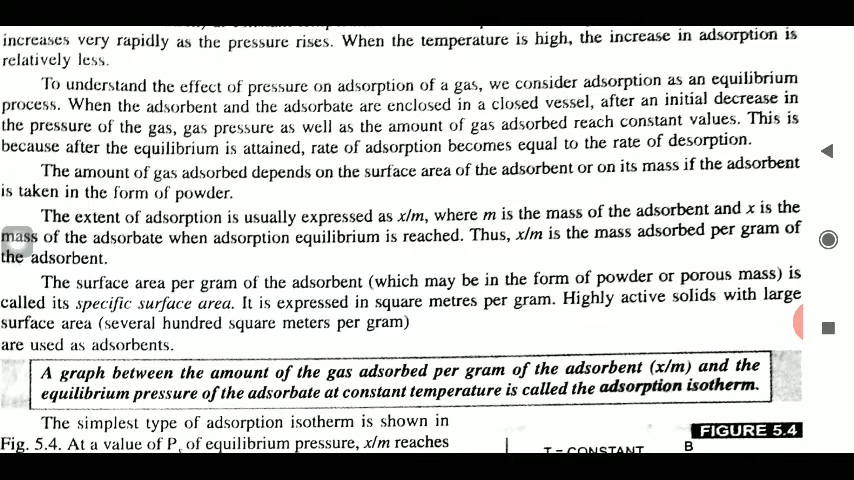 increases very rapidly as the pressure rises. When the temperature is high, the increase in adsorption is
relatively less.
To understand the effect of pressure on adsorption of a gas, we consider adsorption as an equilibrium
process. When the adsorbent and the adsorbate are enclosed in a closed vessel, after an initial decrease in
the pressure of the gas, gas pressure as well as the amount of gas adsorbed reach constant values. This is
because after the equilibrium is attained, rate of adsorption becomes equal to the rate of desorption.
The amount of gas adsorbed depends on the surface area of the adsorbent or on its mass if the adsorbent
is taken in the form of powder.
The extent of adsorption is usually expressed as x/m, where m is the mass of the adsorbent and x is the
mass of the adsorbate when adsorption equilibrium is reached. Thus, x/m is the mass adsorbed per gram of
the adsorbent.
The surface area per gram of the adsorbent (which may be in the form of powder or porous mass) is
called its specific surface area. It is expressed in square metres per gram. Highly active solids with large
surface area (several hundred square meters per gram)
are used as adsorbents.
A graph between the amount of the gas adsorbed per gram of the adsorbent (x/m) and the
equilibrium pressure of the adsorbate at constant temperature is called the adsorption isotherm.
The simplest type of adsorption isotherm is shown in
Fig. 5.4. At a value of Pₛ of equilibrium pressure, x/m reaches
FIGURE 5.4
T = CONSTANT B